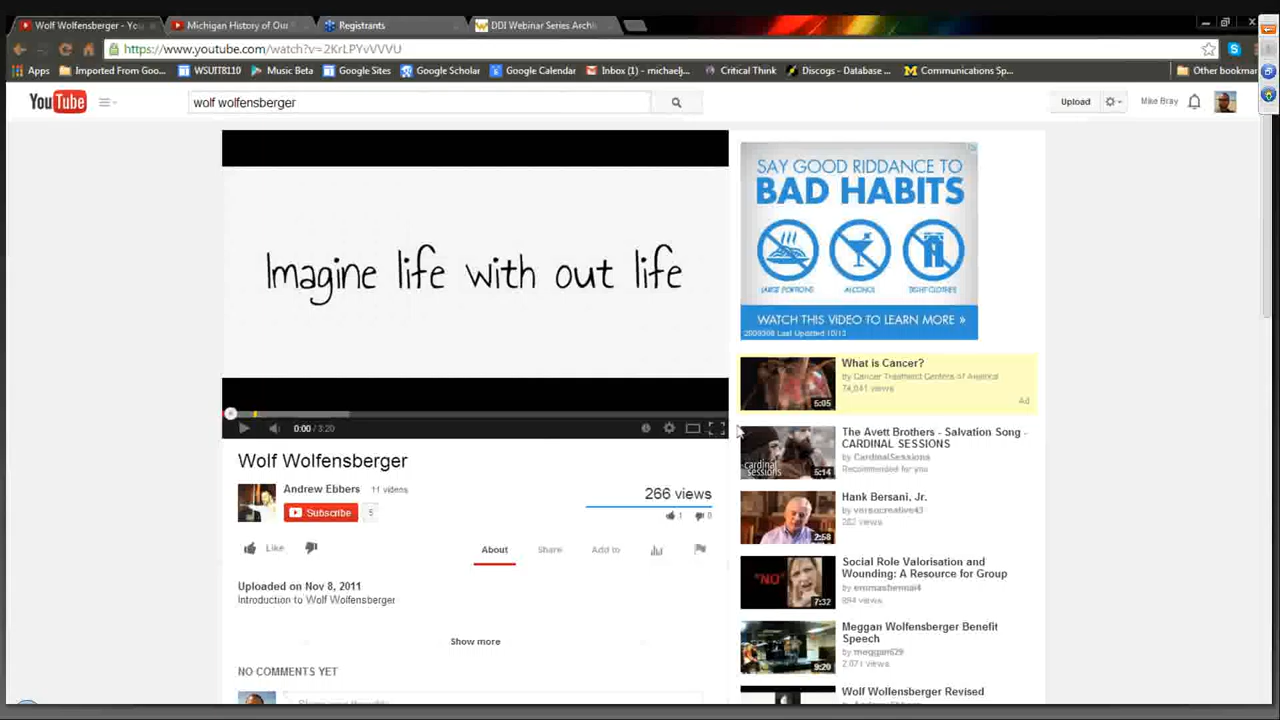 Wolf Wolfensberger - You
Michigan History of Our
Registrants
DDI Webinar Series Archi
https://www.youtube.com/watch?v=2KrLPYvVVVU
Apps
Imported From Goo...
WSUIT8110
Music Beta
Google Sites
Google Scholar
Google Calendar
Inbox (1) - michaelj...
Critical Think
Discogs - Database ...
Communications Sp...
Other bookmar
YouTube
wolf wolfensberger
Upload
Mike Bray
Imagine life with out life
0:00 / 3:20
Wolf Wolfensberger
Andrew Ebbers 11 videos
Subscribe 5
266 views
1 0
Like
About Share Add to
Uploaded on Nov 8, 2011
Introduction to Wolf Wolfensberger
Show more
NO COMMENTS YET
SAY GOOD RIDDANCE TO
BAD HABITS
LARGE PORTIONS
ALCOHOL
TIGHT CLOTHES
WATCH THIS VIDEO TO LEARN MORE »
What is Cancer?
by Cancer Treatment Centers of America
74,041 views
Ad
5:05
The Avett Brothers - Salvation Song -
CARDINAL SESSIONS
by CardinalSessions
Recommended for you
cardinal
sessions
5:14
Hank Bersani, Jr.
by versacreative43
2:58
Social Role Valorisation and
Wounding: A Resource for Group
"NO"
7:32
Meggan Wolfensberger Benefit
Speech
by meggan629
9:20
Wolf Wolfensberger Revised